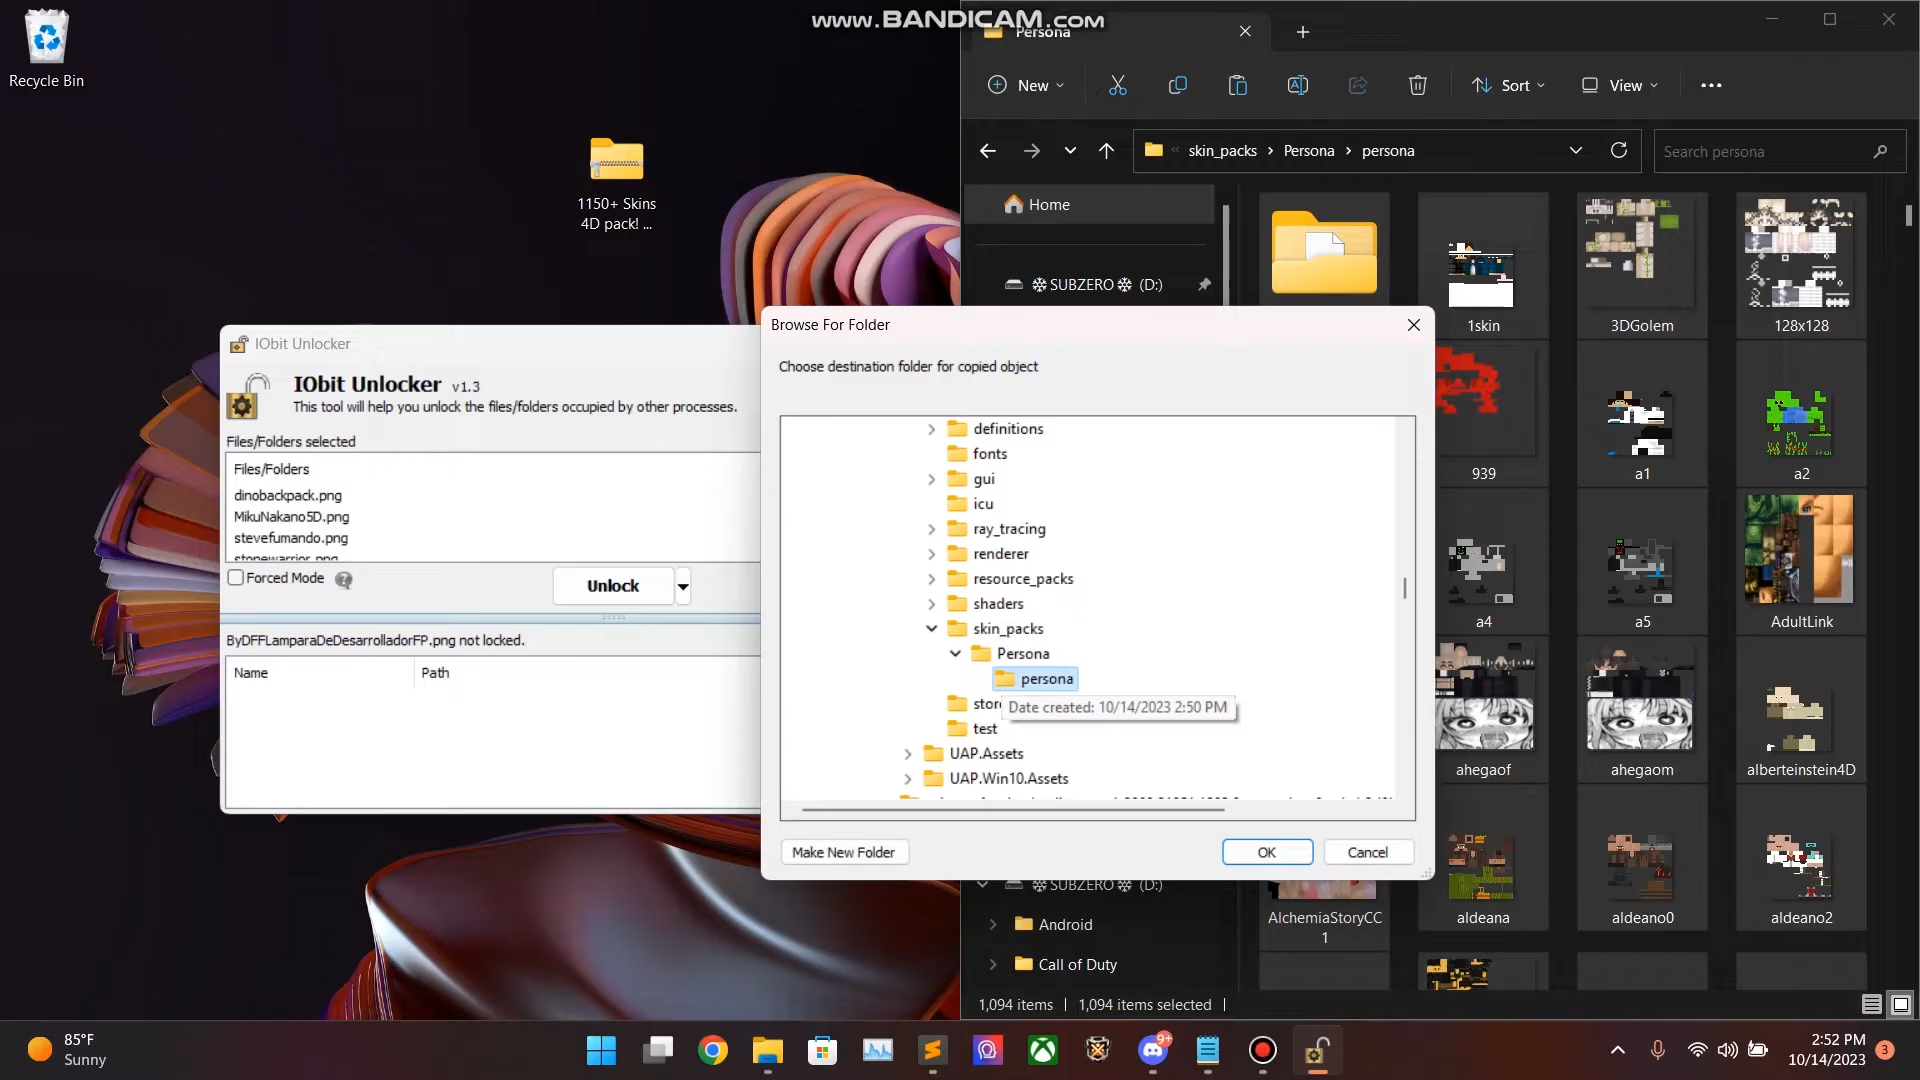 www.BANDICAM.com
Recycle Bin
1150+ Skins
4D pack! ...
Persona
New
Sort
View
skin_packs
Persona
persona
Search persona
Home
SUBZERO
(D:)
1skin
3DGolem
128x128
939
a1
a2
a4
a5
AdultLink
ahegaof
ahegaom
alberteinstein4D
AlchemiaStoryCC
1
aldeana
aldeano0
aldeano2
SUBZERO
(D:)
Android
Call of Duty
1,094 items
1,094 items selected
IObit Unlocker
IObit Unlocker v1.3
This tool will help you unlock the files/folders occupied by other processes.
Files/Folders selected
Files/Folders
dinobackpack.png
MikuNakano5D.png
stevefumando.png
stonewarrior.png
Forced Mode
Unlock
ByDFFLamparaDeDesarrolladorFP.png not locked.
Name
Path
Browse For Folder
Choose destination folder for copied object
definitions
fonts
gui
icu
ray_tracing
renderer
resource_packs
shaders
skin_packs
Persona
persona
Date created: 10/14/2023 2:50 PM
test
UAP.Assets
UAP.Win10.Assets
Make New Folder
OK
Cancel
85°F
Sunny
9+
2:52 PM
10/14/2023
3